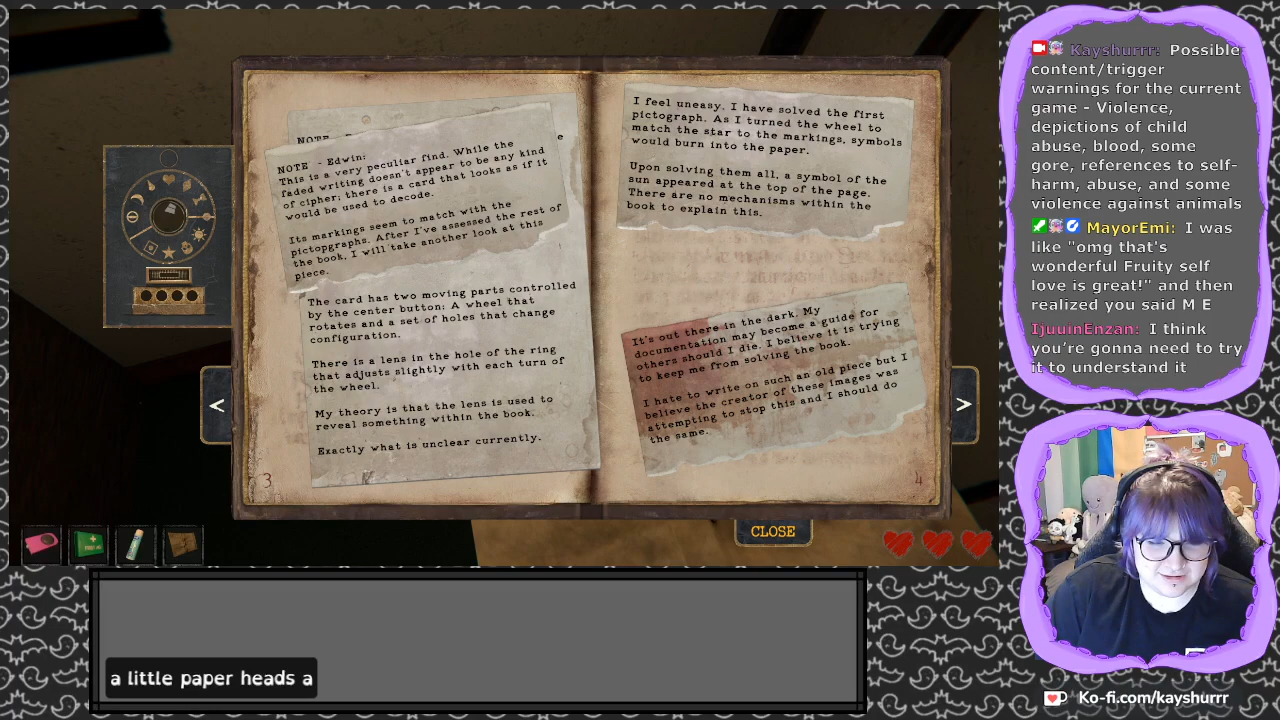 NOTE
e
NOTE - Edwin:
This is a very peculiar find. While the
faded writing doesn't appear to be any kind
of cipher; there is a card that looks as if it
would be used to decode.
Its markings seem to match with the
pictopgraphs. After I've assessed the rest of
the book, I will take another look at this
piece.
The card has two moving parts controlled
by the center button: A wheel that
rotates and a set of holes that change
configuration.
There is a lens in the hole of the ring
that adjusts slightly with each turn of
the wheel.
My theory is that the lens is used to
reveal something within the book.
Exactly what is unclear currently.
3
I feel uneasy. I have solved the first
pictograph. As I turned the wheel to
match the star to the markings, symbols
would burn into the paper.
Upon solving them all, a symbol of the
sun appeared at the top of the page.
There are no mechanisms within the
book to explain this.
It's out there in the dark. My
documentation may become a guide for
others should I die. I believe it is trying
to keep me from solving the book.
I hate to write on such an old piece but I
believe the creator of these images was
attempting to stop this and I should do
the same.
4
<
>
CLOSE
FIRST AID
a little paper heads a
Kayshurrr: Possible
content/trigger
warnings for the current
game - Violence,
depictions of child
abuse, blood, some
gore, references to self-
harm, abuse, and some
violence against animals
MayorEmi: I was
like "omg that's
wonderful Fruity self
love is great!" and then
realized you said M E
IjuuinEnzan: I think
you're gonna need to try
it to understand it
Ko-fi.com/kayshurrr